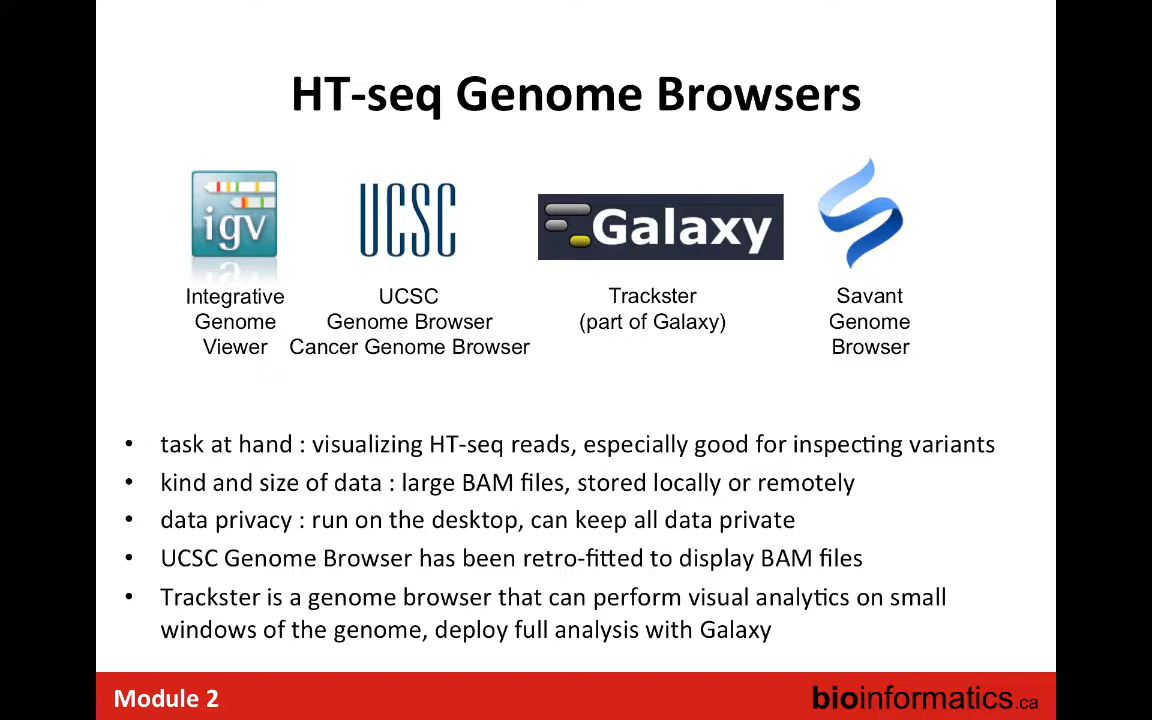 HT-seq Genome Browsers
igv
UCSC
Galaxy
Integrative
Genome
Viewer
UCSC
Genome Browser
Cancer Genome Browser
Trackster
(part of Galaxy)
Savant
Genome
Browser
• task at hand : visualizing HT-seq reads, especially good for inspecting variants
• kind and size of data : large BAM files, stored locally or remotely
• data privacy : run on the desktop, can keep all data private
• UCSC Genome Browser has been retro-fitted to display BAM files
• Trackster is a genome browser that can perform visual analytics on small
windows of the genome, deploy full analysis with Galaxy
Module 2
bioinformatics.ca